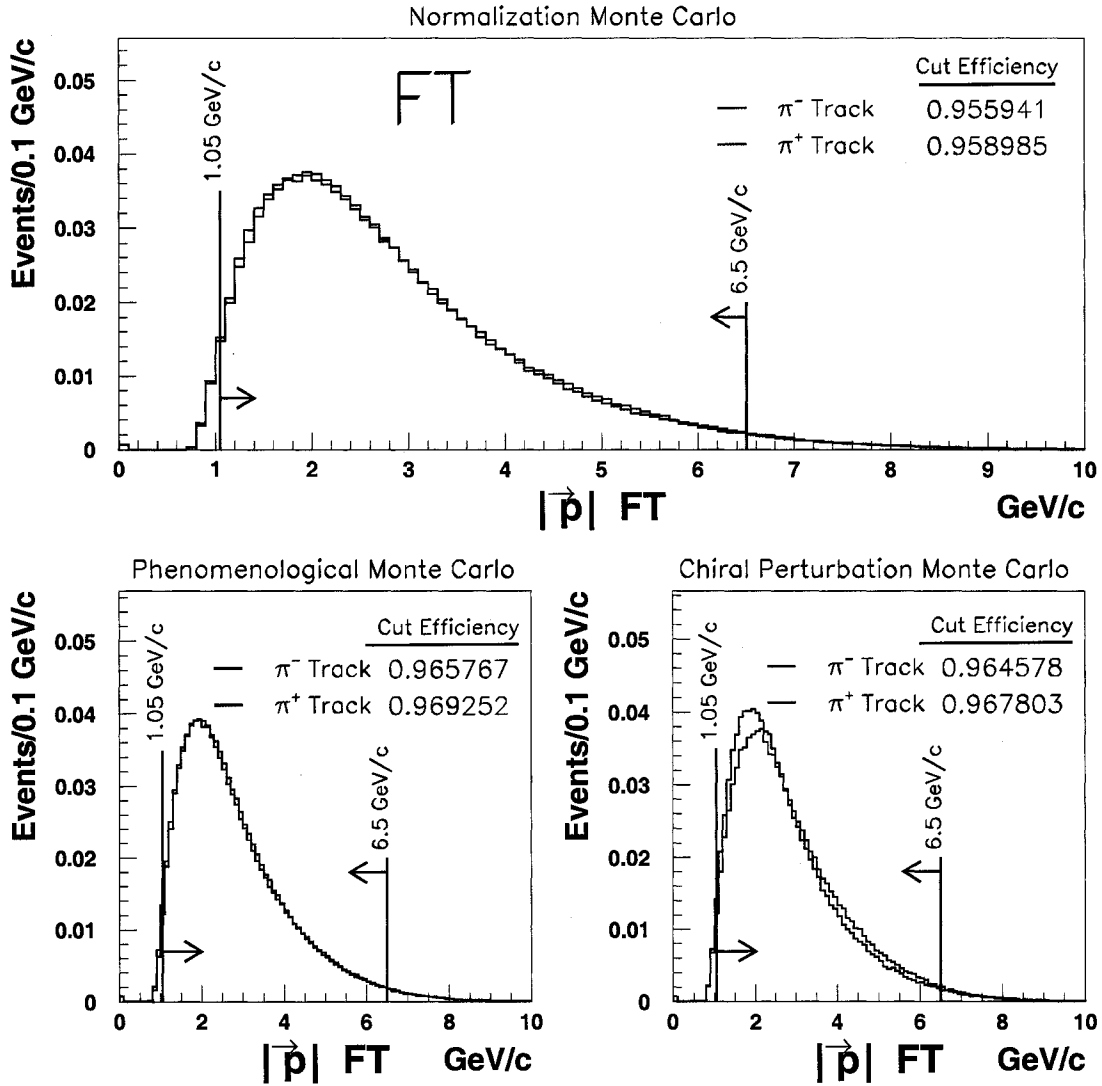 Normalization Monte Carlo
Events/0.1 GeV/c
0.05
0.04
0.03
0.02
0.01
0
FT
Cut Efficiency
π⁻ Track 0.955941
π⁺ Track 0.958985
1.05 GeV/c
6.5 GeV/c
0 1 2 3 4 5 6 7 8 9 10
|p⃗| FT GeV/c
Phenomenological Monte Carlo
Events/0.1 GeV/c
0.05
0.04
0.03
0.02
0.01
0
Cut Efficiency
π⁻ Track 0.965767
π⁺ Track 0.969252
1.05 GeV/c
6.5 GeV/c
0 2 4 6 8 10
|p⃗| FT GeV/c
Chiral Perturbation Monte Carlo
Events/0.1 GeV/c
0.05
0.04
0.03
0.02
0.01
0
Cut Efficiency
π⁻ Track 0.964578
π⁺ Track 0.967803
1.05 GeV/c
6.5 GeV/c
0 2 4 6 8 10
|p⃗| FT GeV/c